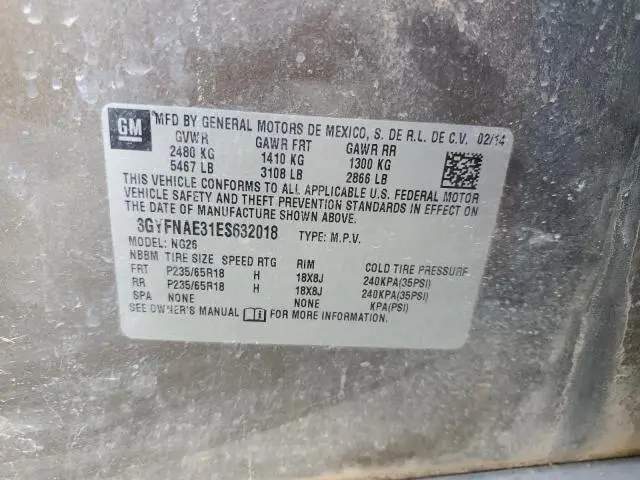 GM
MFD BY GENERAL MOTORS DE MEXICO, S. DE R.L. DE C.V. 02/14
GVWR GAWR FRT GAWR RR
2480 KG 1410 KG 1300 KG
5467 LB 3108 LB 2866 LB
THIS VEHICLE CONFORMS TO ALL APPLICABLE U.S. FEDERAL MOTOR
VEHICLE SAFETY AND THEFT PREVENTION STANDARDS IN EFFECT ON
THE DATE OF MANUFACTURE SHOWN ABOVE.
3GYFNAE31ES632018 TYPE: M.P.V.
MODEL: NG26
NBBM TIRE SIZE SPEED RTG RIM COLD TIRE PRESSURE
FRT P235/65R18 H 18X8J 240KPA(35PSI)
RR P235/65R18 H 18X8J 240KPA(35PSI)
SPA NONE NONE KPA(PSI)
SEE OWNER'S MANUAL FOR MORE INFORMATION.